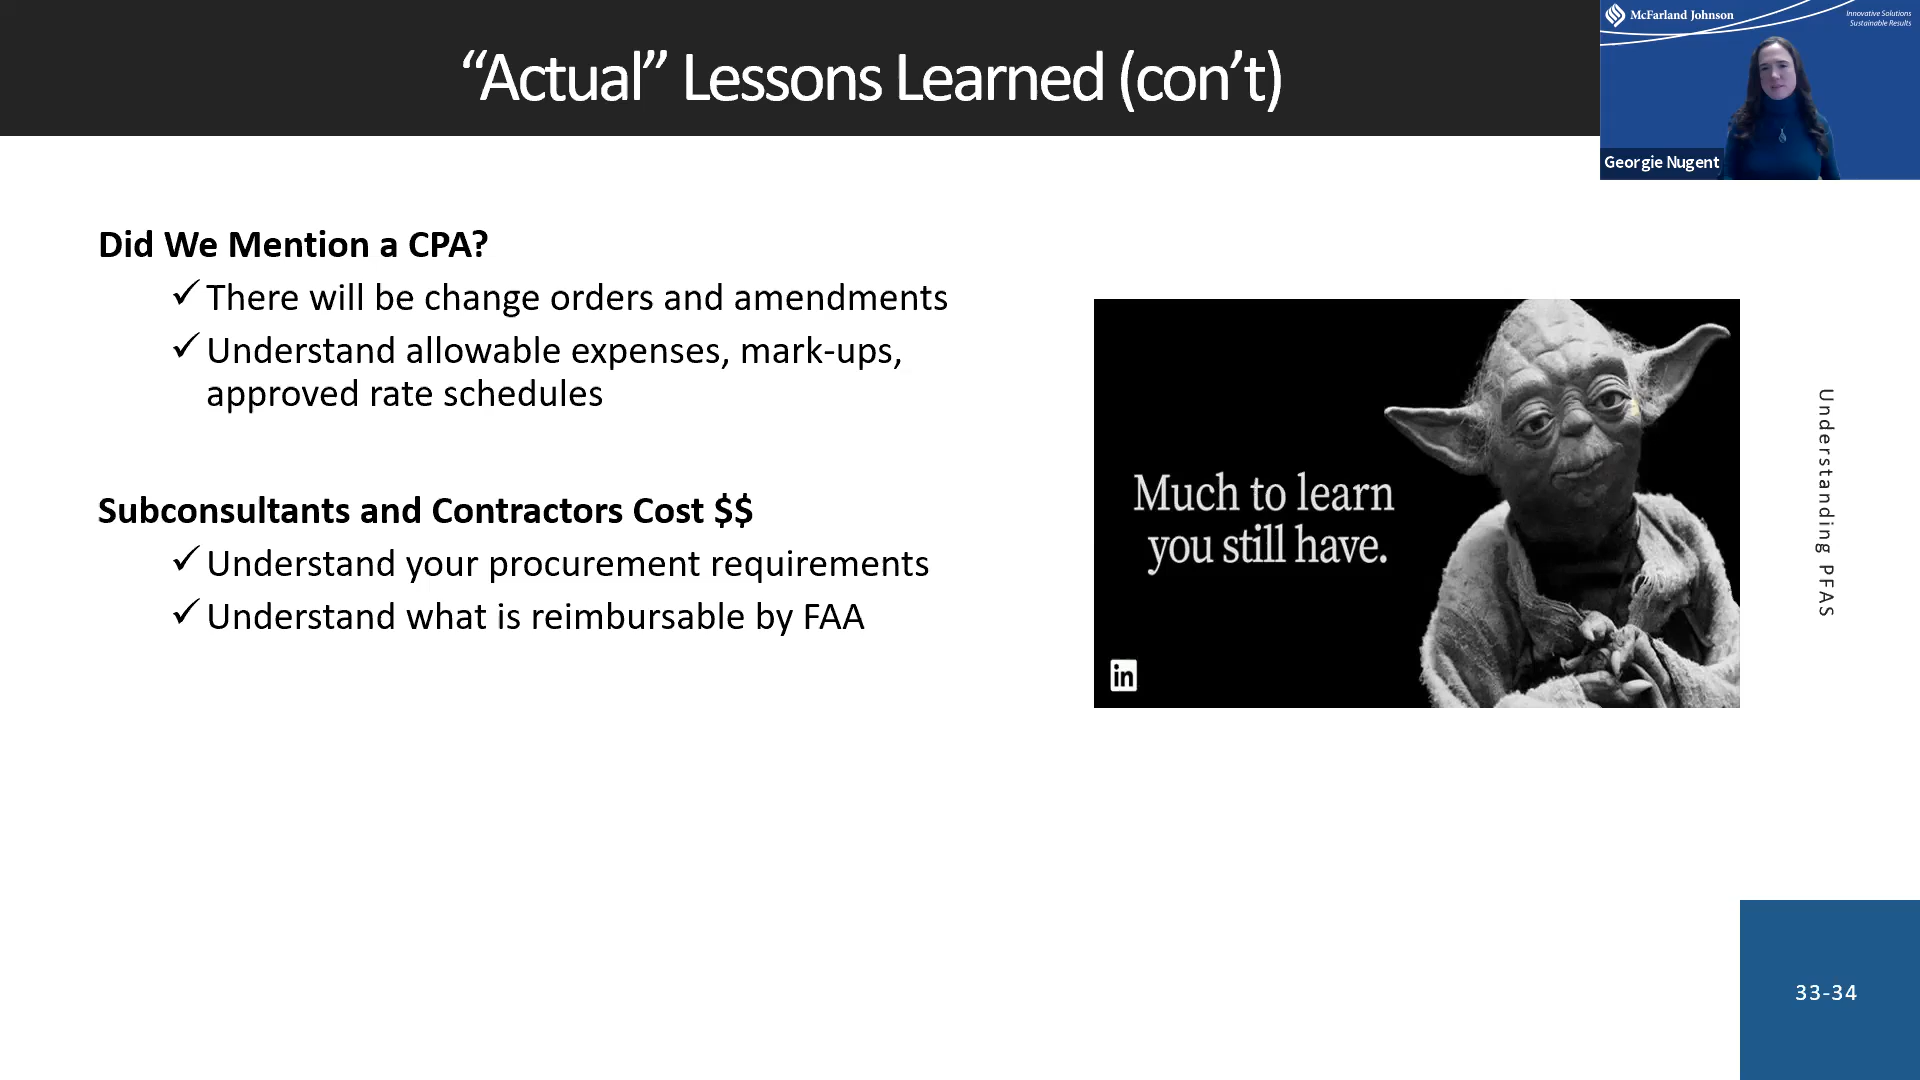 “Actual” Lessons Learned (con’t)
McFarland Johnson
Innovative Solutions
Sustainable Results
Georgie Nugent
Did We Mention a CPA?
✓ There will be change orders and amendments
✓ Understand allowable expenses, mark-ups,
approved rate schedules
Subconsultants and Contractors Cost $$
✓ Understand your procurement requirements
✓ Understand what is reimbursable by FAA
Much to learn
you still have.
in
Understanding PFAS
33-34